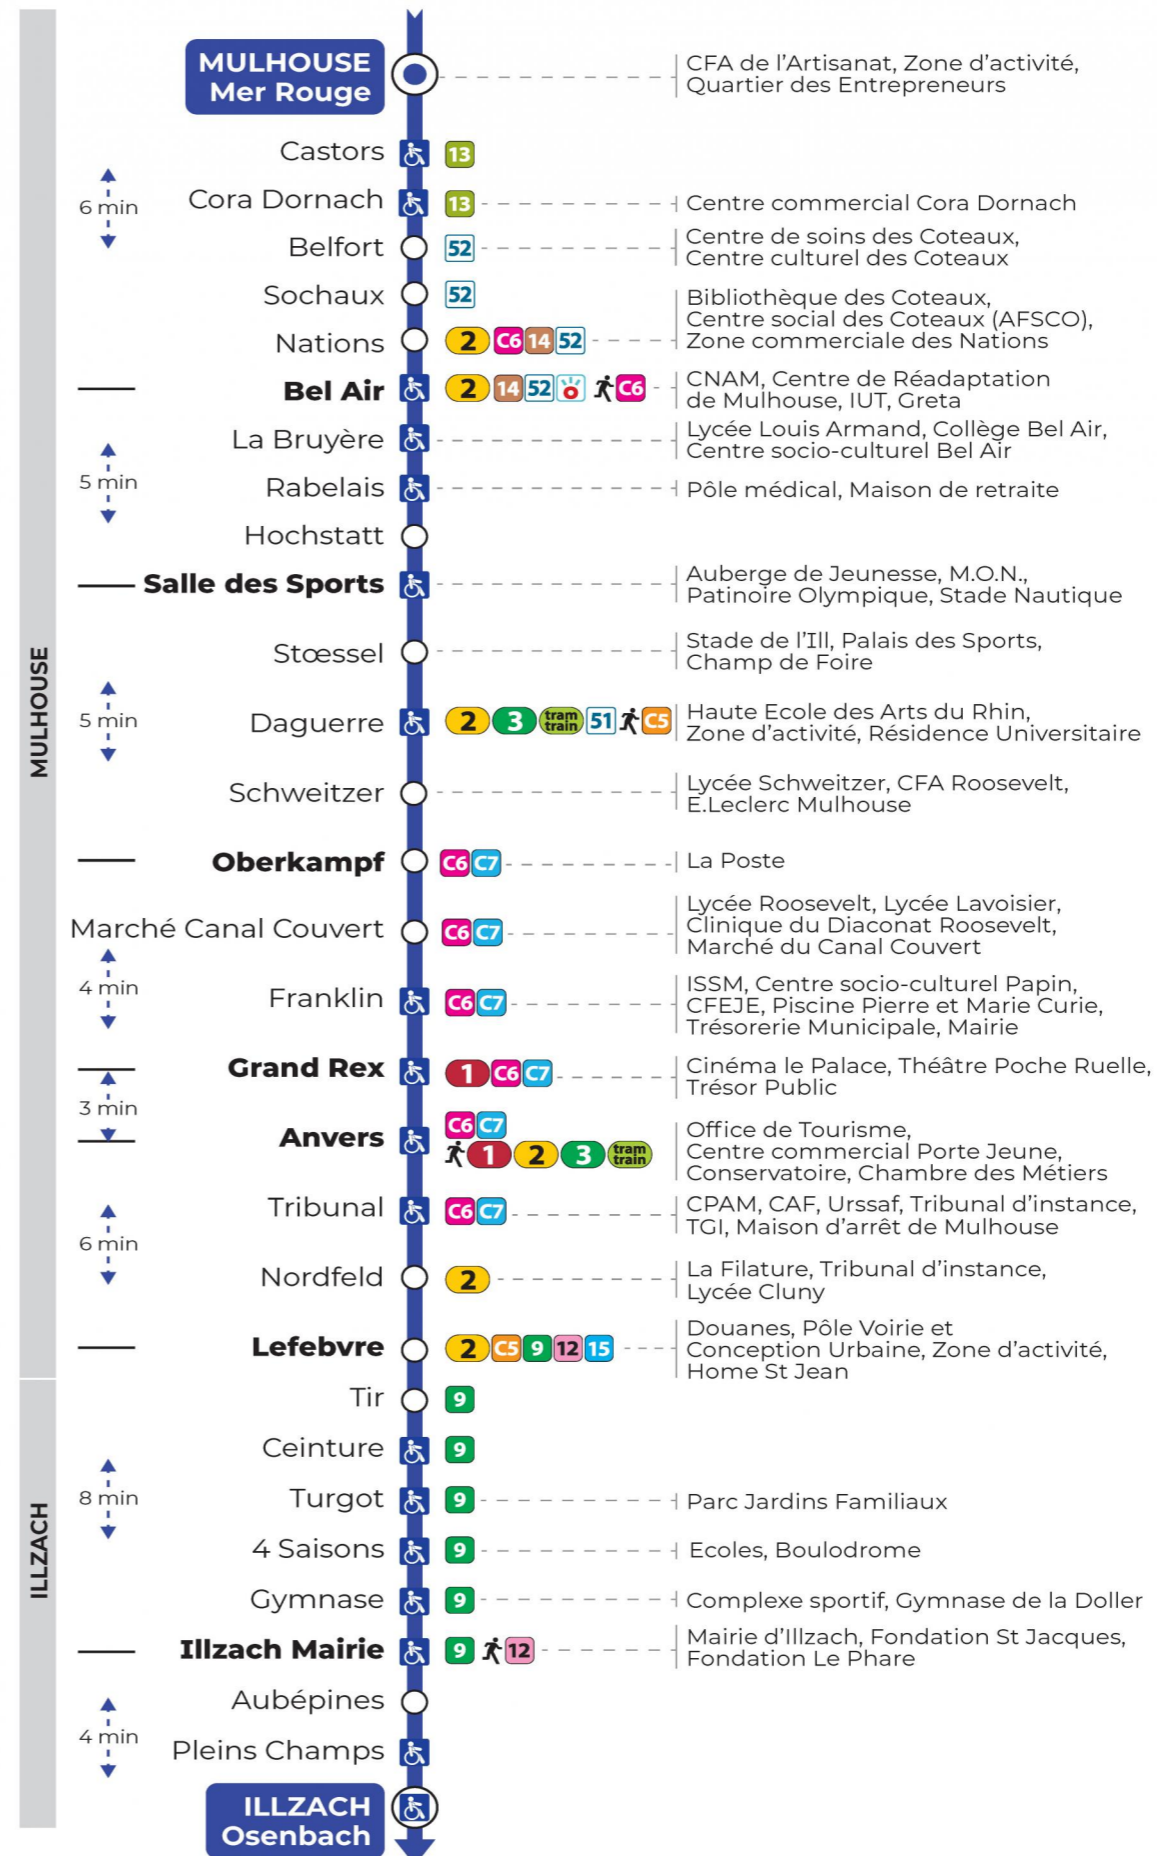 MULHOUSE
Mer Rouge
CFA de l’Artisanat, Zone d’activité,
Quartier des Entrepreneurs
Castors 13
6 min
Cora Dornach 13 Centre commercial Cora Dornach
Belfort 52
Centre de soins des Coteaux,
Centre culturel des Coteaux
Sochaux 52
Nations 2 C6 14 52
Bibliothèque des Coteaux,
Centre social des Coteaux (AFSCO),
Zone commerciale des Nations
Bel Air 2 14 52 C6
CNAM, Centre de Réadaptation
de Mulhouse, IUT, Greta
La Bruyère
Lycée Louis Armand, Collège Bel Air,
Centre socio-culturel Bel Air
5 min
Rabelais Pôle médical, Maison de retraite
Hochstatt
Salle des Sports
Auberge de Jeunesse, M.O.N.,
Patinoire Olympique, Stade Nautique
MULHOUSE
Stœssel
Stade de l’Ill, Palais des Sports,
Champ de Foire
5 min
Daguerre 2 3 tram train 51 C5
Haute Ecole des Arts du Rhin,
Zone d’activité, Résidence Universitaire
Schweitzer
Lycée Schweitzer, CFA Roosevelt,
E.Leclerc Mulhouse
Oberkampf C6 C7 La Poste
Marché Canal Couvert C6 C7
Lycée Roosevelt, Lycée Lavoisier,
Clinique du Diaconat Roosevelt,
Marché du Canal Couvert
4 min
Franklin C6 C7
ISSM, Centre socio-culturel Papin,
CFEJE, Piscine Pierre et Marie Curie,
Trésorerie Municipale, Mairie
Grand Rex 1 C6 C7
Cinéma le Palace, Théâtre Poche Ruelle,
Trésor Public
3 min
Anvers C6 C7
1 2 3 tram train
Office de Tourisme,
Centre commercial Porte Jeune,
Conservatoire, Chambre des Métiers
Tribunal C6 C7
CPAM, CAF, Urssaf, Tribunal d’instance,
TGI, Maison d’arrêt de Mulhouse
6 min
Nordfeld 2
La Filature, Tribunal d’instance,
Lycée Cluny
Lefebvre 2 C5 9 12 15
Douanes, Pôle Voirie et
Conception Urbaine, Zone d’activité,
Home St Jean
Tir 9
Ceinture 9
8 min
Turgot 9 Parc Jardins Familiaux
ILLZACH
4 Saisons 9 Ecoles, Boulodrome
Gymnase 9 Complexe sportif, Gymnase de la Doller
Illzach Mairie 9 12
Mairie d’Illzach, Fondation St Jacques,
Fondation Le Phare
Aubépines
4 min
Pleins Champs
ILLZACH
Osenbach